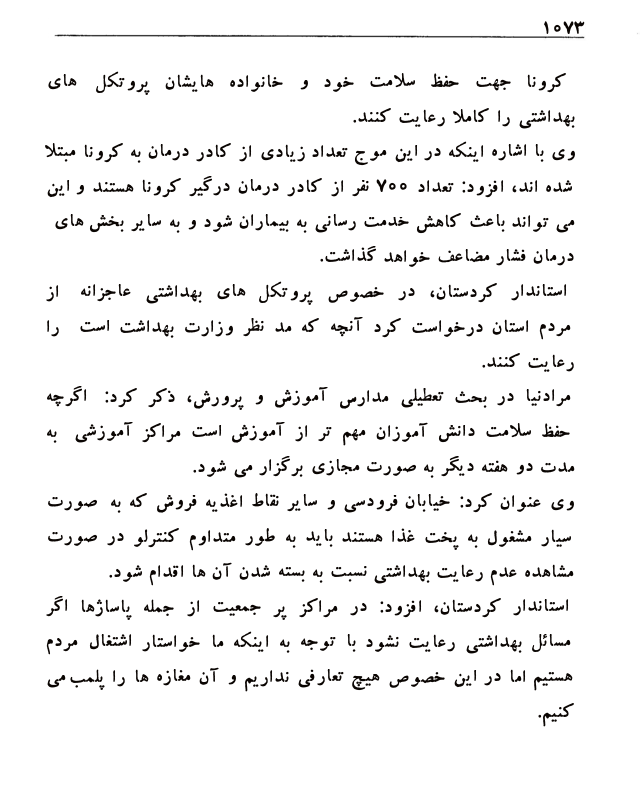 ۱۰۷۳
کرونا جهت حفظ سلامت خود و خانواده هایشان پروتکل های
بهداشتی را کاملا رعایت کنند.
وی با اشاره اینکه در این موج تعداد زیادی از کادر درمان به کرونا مبتلا
شده اند، افزود: تعداد ۷۰۰ نفر از کادر درمان درگیر کرونا هستند و این
می تواند باعث کاهش خدمت رسانی به بیماران شود و به سایر بخش های
درمان فشار مضاعف خواهد گذاشت.
استاندار کردستان، در خصوص پروتکل های بهداشتی عاجزانه از
مردم استان درخواست کرد آنچه که مد نظر وزارت بهداشت است را
رعایت کنند.
مرادنیا در بحث تعطیلی مدارس آموزش و پرورش، ذکر کرد: اگرچه
حفظ سلامت دانش آموزان مهم تر از آموزش است مراکز آموزشی به
مدت دو هفته دیگر به صورت مجازی برگزار می شود.
وی عنوان کرد: خیابان فرودسی و سایر نقاط اغذیه فروش که به صورت
سیار مشغول به پخت غذا هستند باید به طور متداوم کنترلو در صورت
مشاهده عدم رعایت بهداشتی نسبت به بسته شدن آن ها اقدام شود.
استاندار کردستان، افزود: در مراکز پر جمعیت از جمله پاساژها اگر
مسائل بهداشتی رعایت نشود با توجه به اینکه ما خواستار اشتغال مردم
هستیم اما در این خصوص هیچ تعارفی نداریم و آن مغازه ها را پلمب می
کنیم.